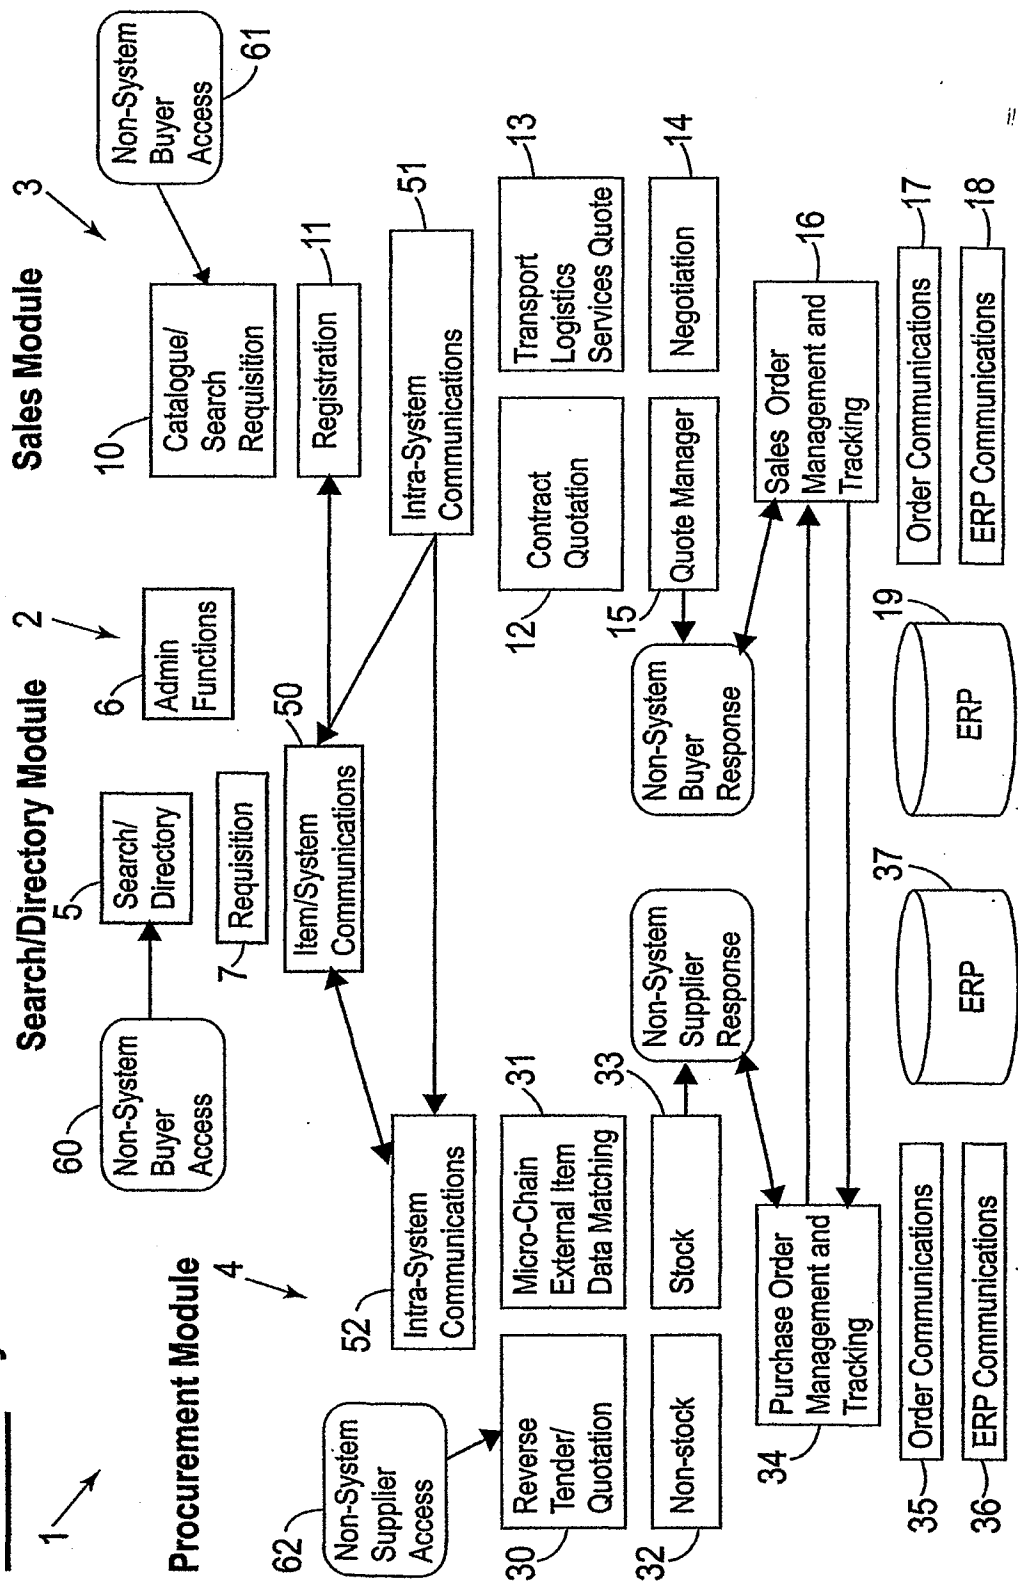 1
Procurement Module
Search/Directory Module
Sales Module
4
2
3
60
Non-System
Buyer
Access
5
Search/
Directory
6
Admin
Functions
7
Requisition
50
Item/System
Communications
10
Catalogue/
Search
Requisition
Non-System
Buyer
Access
61
Registration
11
62
Non-System
Supplier
Access
52
Intra-System
Communications
Intra-System
Communications
51
Reverse
Tender/
Quotation
30
Micro-Chain
External Item
Data Matching
31
Contract
Quotation
12
Transport
Logistics
Services Quote
13
Non-stock
32
Stock
33
Non-System
Supplier
Response
Non-System
Buyer
Response
15
Quote Manager
Negotiation
14
Purchase Order
Management and
Tracking
34
Sales Order
Management and
Tracking
16
35
Order Communications
36
ERP Communications
37
ERP
19
ERP
Order Communications
17
ERP Communications
18